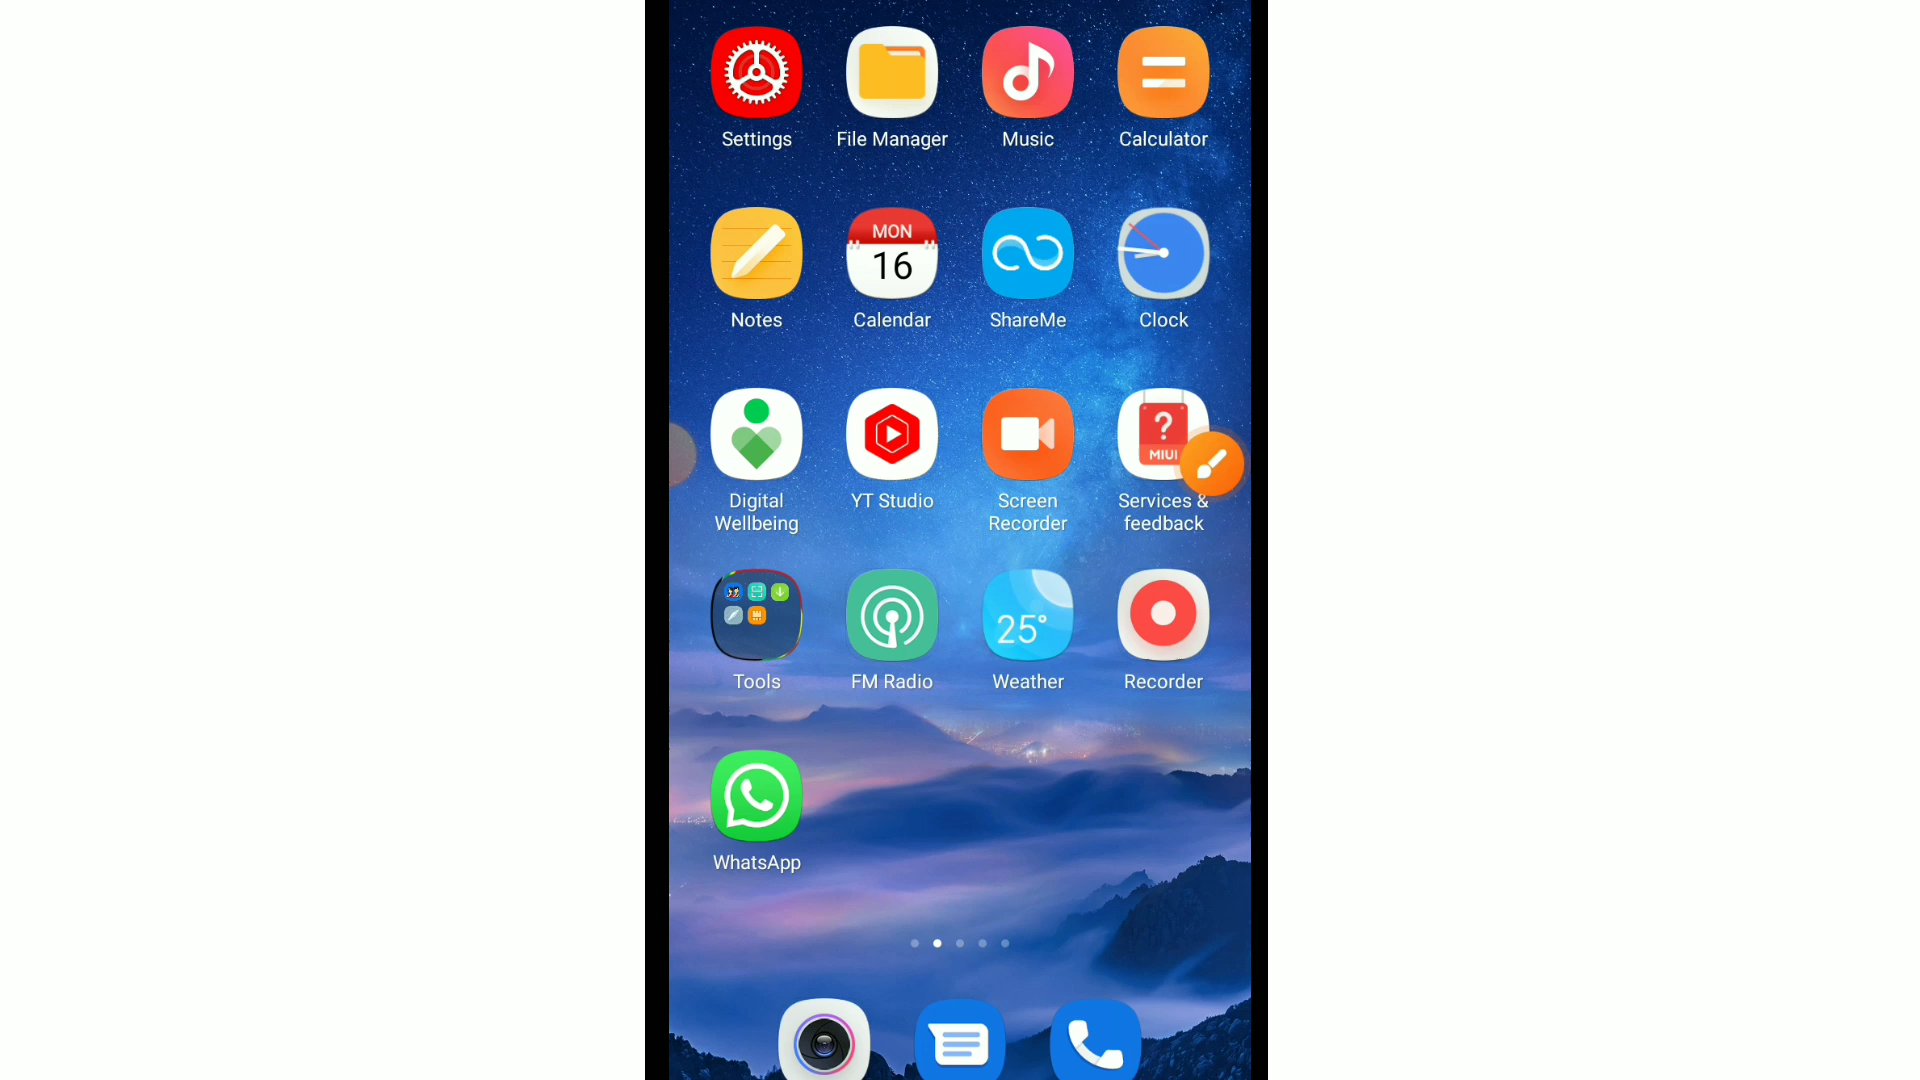 Settings
File Manager
Music
Calculator
MON
16
Notes
Calendar
ShareMe
Clock
?
MIUI
Digital
Wellbeing
YT Studio
Screen
Recorder
Services &
feedback
25°
Tools
FM Radio
Weather
Recorder
WhatsApp